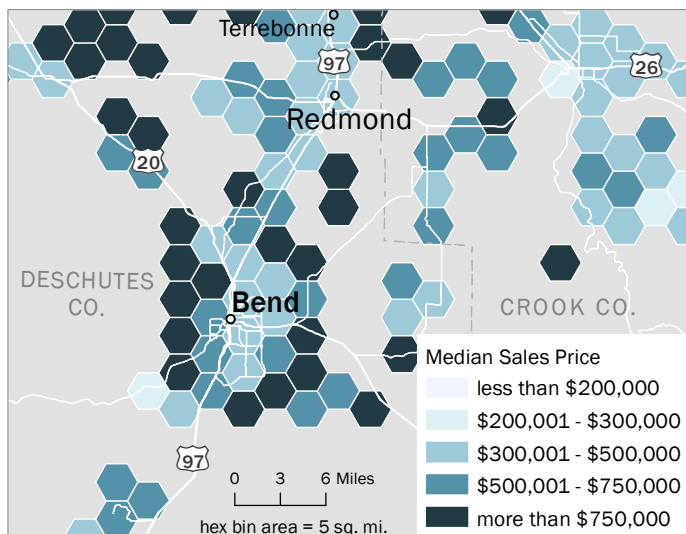 Terrebonne
97
26
Redmond
20
DESCHUTES
CO.
Bend
CROOK CO.
Median Sales Price
less than $200,000
$200,001 - $300,000
$300,001 - $500,000
$500,001 - $750,000
more than $750,000
97
0 3 6 Miles
hex bin area = 5 sq. mi.